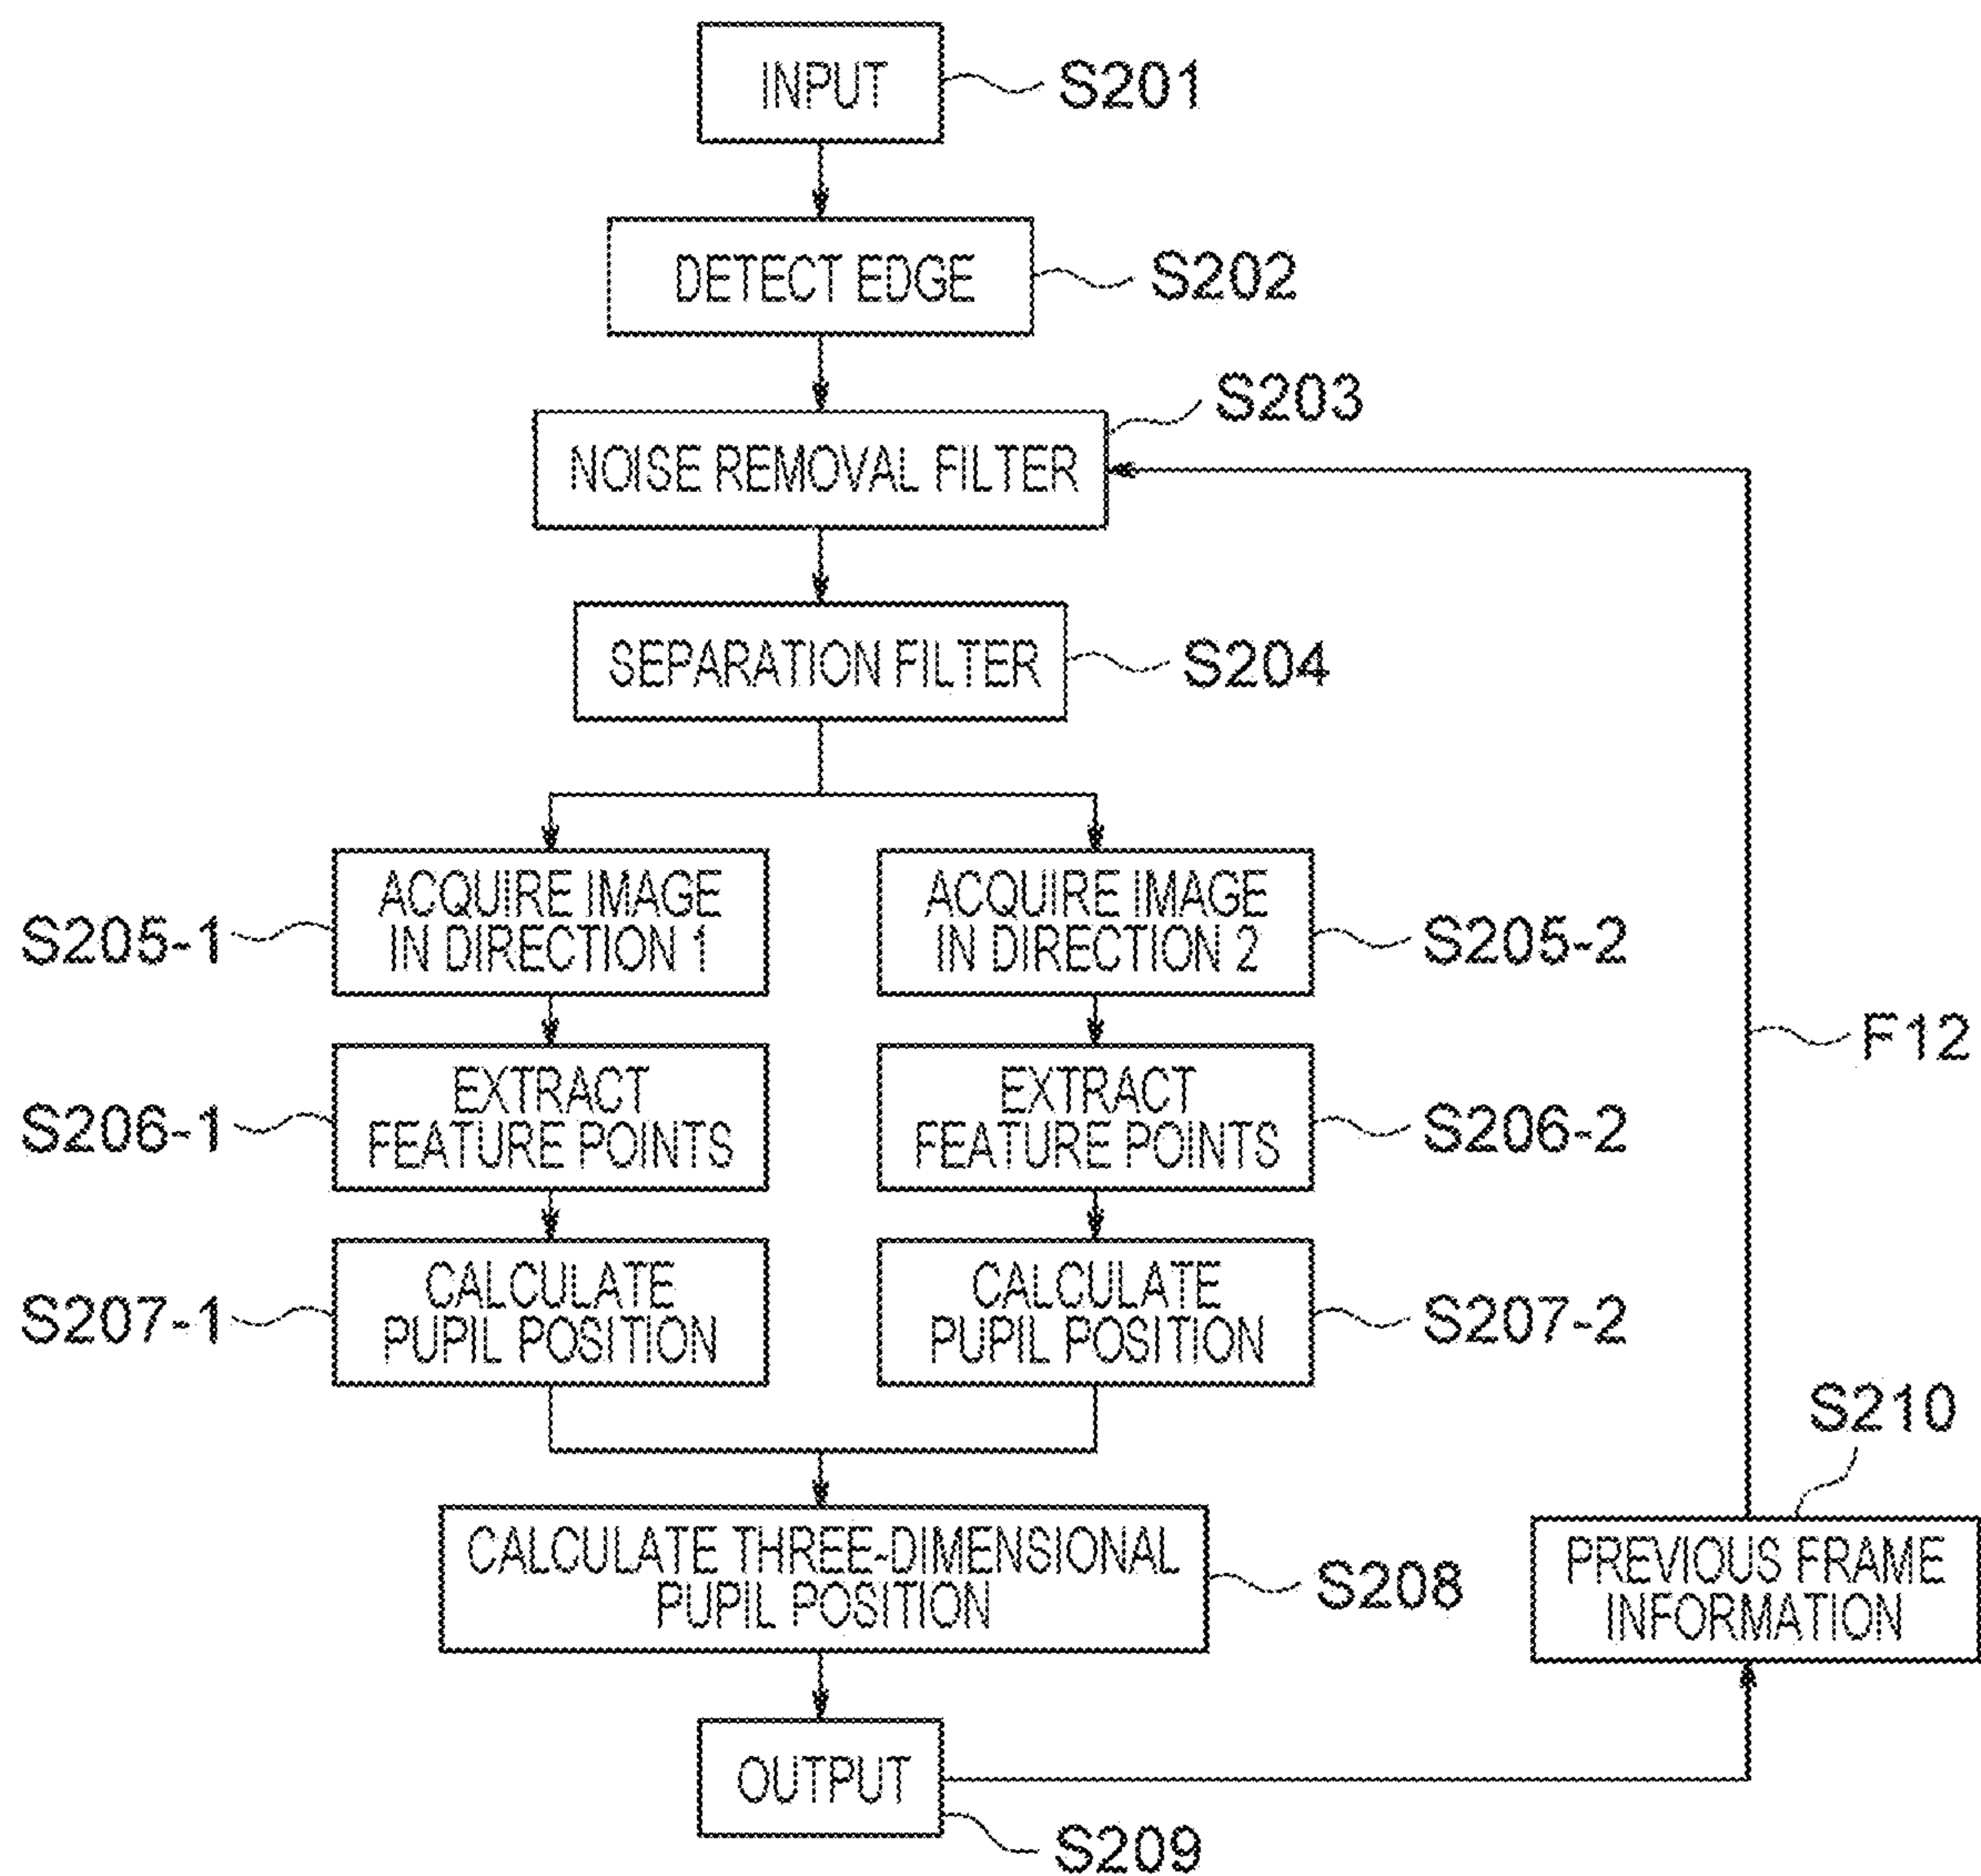 INPUT
S201
DETECT EDGE
S202
S203
NOISE REMOVAL FILTER
SEPARATION FILTER
S204
ACQUIRE IMAGE
IN DIRECTION 1
S205-1
ACQUIRE IMAGE
IN DIRECTION 2
S205-2
F12
EXTRACT
FEATURE POINTS
S206-1
EXTRACT
FEATURE POINTS
S206-2
CALCULATE
PUPIL POSITION
S207-1
CALCULATE
PUPIL POSITION
S207-2
S210
CALCULATE THREE-DIMENSIONAL
PUPIL POSITION
S208
PREVIOUS FRAME
INFORMATION
OUTPUT
S209